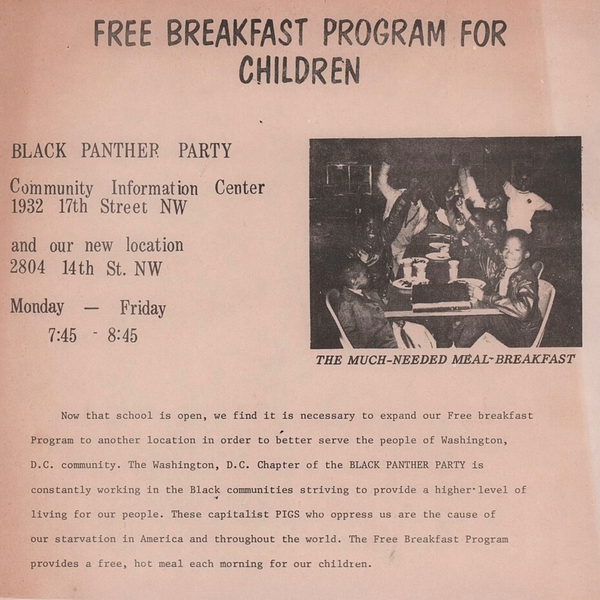 FREE BREAKFAST PROGRAM FOR
CHILDREN
BLACK PANTHER PARTY
Community Information Center
1932 17th Street NW
and our new location
2804 14th St. NW
Monday — Friday
7:45 - 8:45
THE MUCH-NEEDED MEAL-BREAKFAST
Now that school is open, we find it is necessary to expand our Free breakfast
Program to another location in order to better serve the people of Washington,
D.C. community. The Washington, D.C. Chapter of the BLACK PANTHER PARTY is
constantly working in the Black communities striving to provide a higher level of
living for our people. These capitalist PIGS who oppress us are the cause of
our starvation in America and throughout the world. The Free Breakfast Program
provides a free, hot meal each morning for our children.